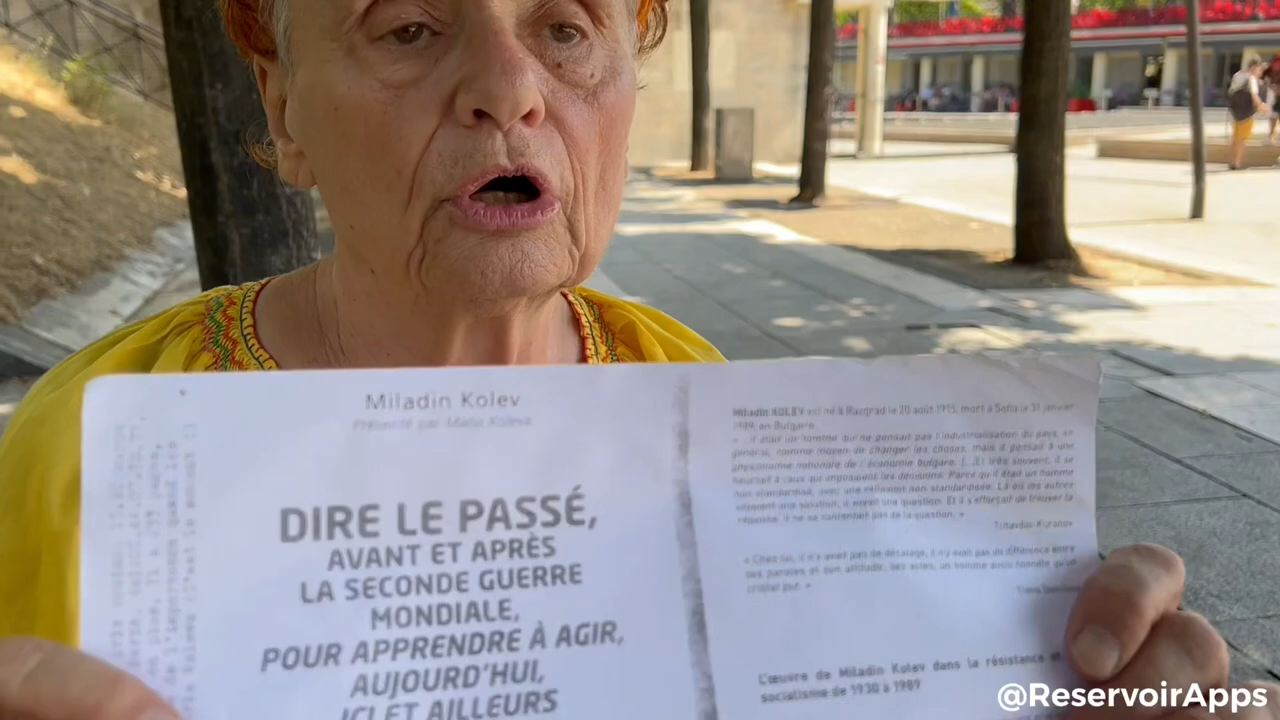 Miladin Kolev
Présenté par Maria Koleva
DIRE LE PASSÉ,
AVANT ET APRÈS
LA SECONDE GUERRE
MONDIALE,
POUR APPRENDRE À AGIR,
AUJOURD'HUI,
ICI ET AILLEURS
Miladin KOLEV est né à Razgrad le 20 août 1915, mort à Sofia le 31 janvier
1989, en Bulgarie.
« ...Il était un homme qui ne pensait pas l'industrialisation du pays, en
général, comme moyen de changer les choses, mais il pensait à une
physionomie nationale de l'économie bulgare. (...) Et très souvent, il se
heurtait à ceux qui imposaient les décisions. Parce qu'il était un homme
non standardisé, avec une réflexion non standardisée. Là où les autres
voyaient une solution, il voyait une question. Et il s'efforçait de trouver la
réponse, il ne se contentait pas de la question. »
« Chez lui, il n'y avait pas de décalage, il n'y avait pas de différence entre
ses paroles et son attitude, ses actes, un homme aussi honnête qu'un
cristal pur. »
L'œuvre de Miladin Kolev dans la résistance et
socialisme de 1930 à 1989
@ReservoirApps